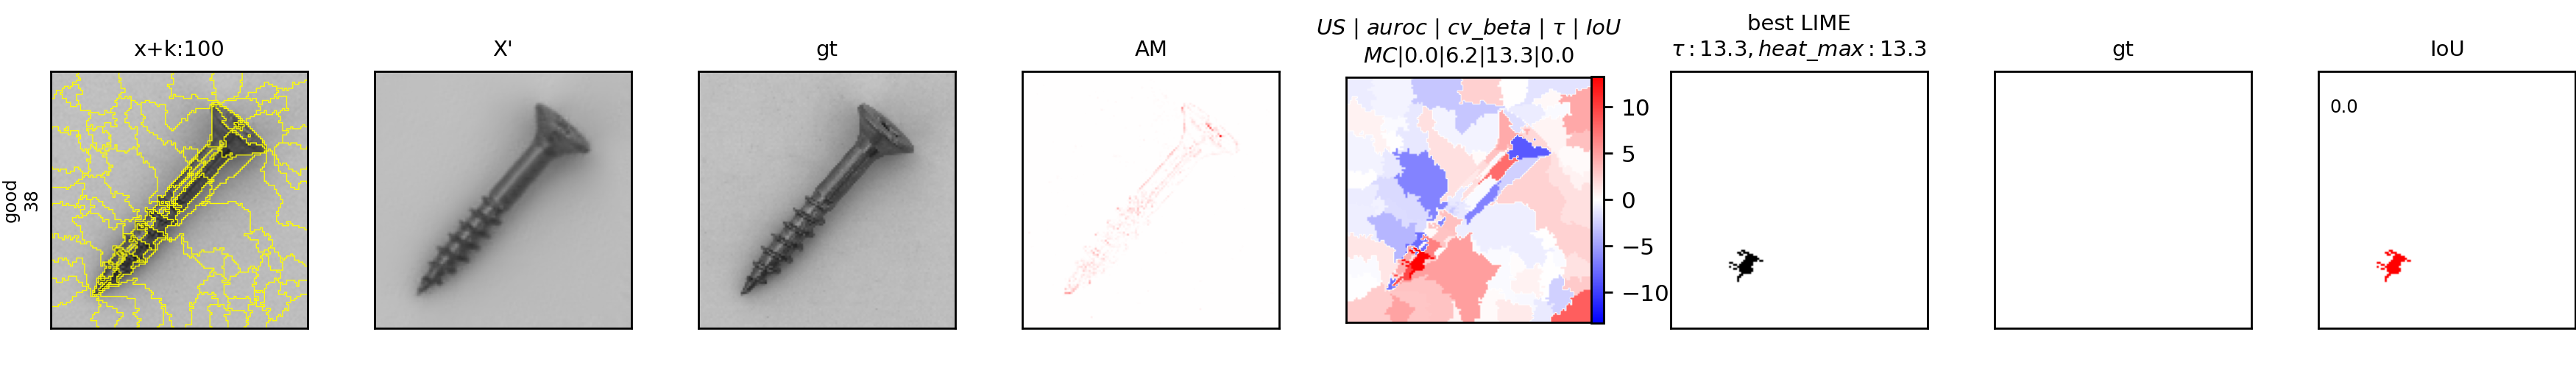 x+k:100
X'
gt
AM
US | auroc | cv_beta | τ | IoU
MC|0.0|6.2|13.3|0.0
best LIME
τ : 13.3, heat_max : 13.3
gt
IoU
good
38
10
5
0
−5
−10
0.0